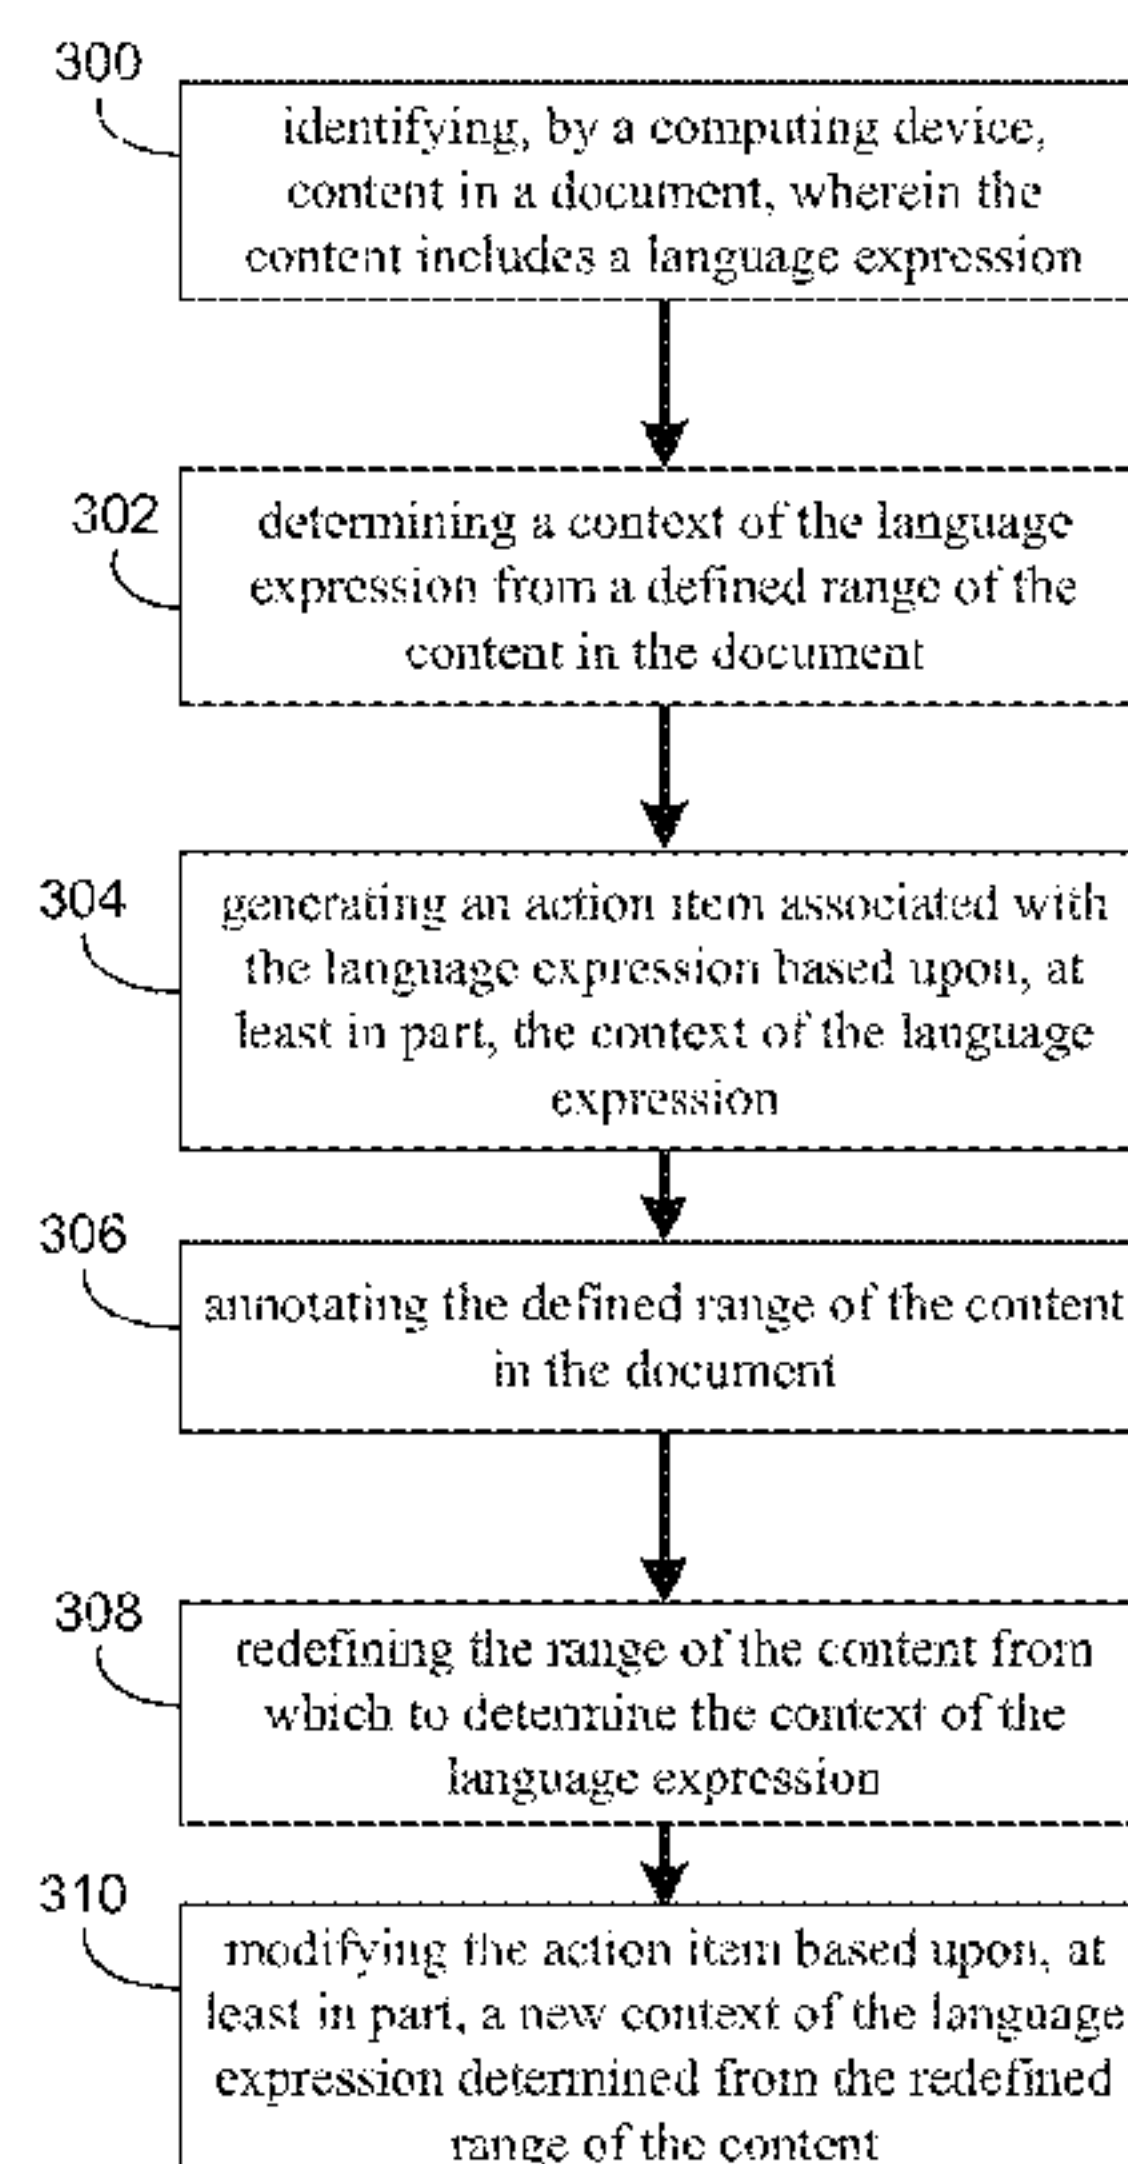 300
identifying, by a computing device,
content in a document, wherein the
content includes a language expression
302
determining a context of the language
expression from a defined range of the
content in the document
304
generating an action item associated with
the language expression based upon, at
least in part, the context of the language
expression
306
annotating the defined range of the content
in the document
308
redefining the range of the content from
which to determine the context of the
language expression
310
modifying the action item based upon, at
least in part, a new context of the language
expression determined from the redefined
range of the content